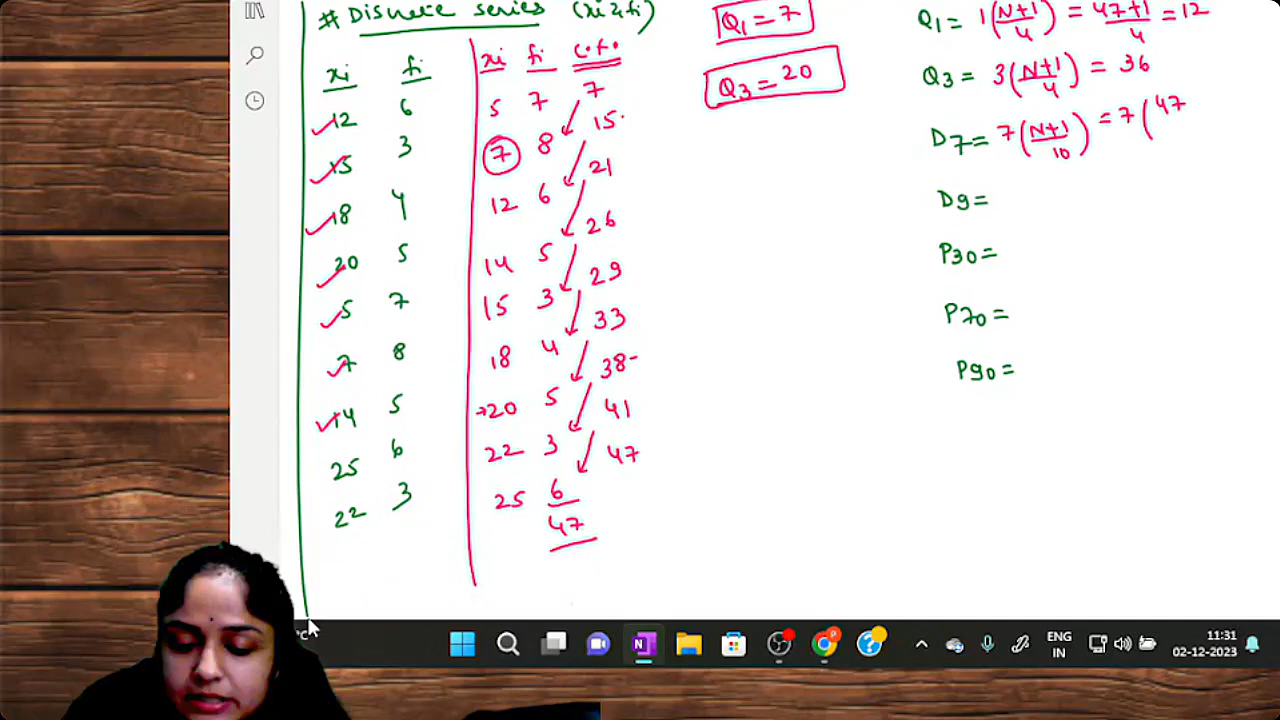 # Discrete series (xi & fi)
xi fi
12 6
15 3
18 4
20 5
5 7
7 8
14 5
25 6
22 3
xi fi c.f.
5 7 7
7 8 15
12 6 21
14 5 26
15 3 29
18 4 33
20 5 38
22 3 41
25 6 47
47
Q1 = 7
Q3 = 20
Q1 = 1(N+1/4) = 47+1/4 = 12
Q3 = 3(N+1/4) = 36
D7 = 7(N+1/10) = 7(47
D9 =
P30 =
P70 =
P90 =
ENG
IN
11:31
02-12-2023